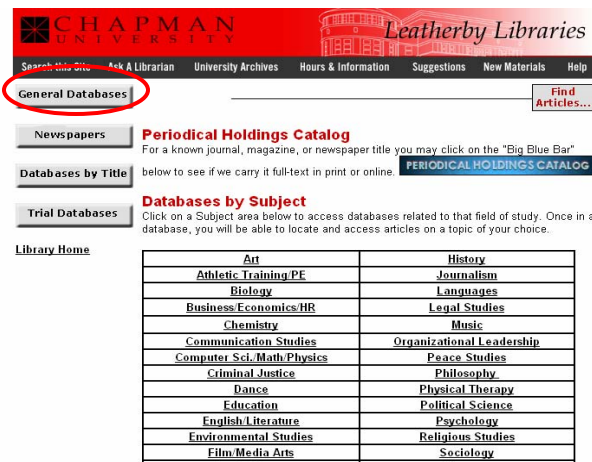 CHAPMAN
UNIVERSITY
Leatherby Libraries
Search this Site Ask A Librarian University Archives Hours & Information Suggestions New Materials Help
General Databases
Find
Articles...
Newspapers
Databases by Title
Trial Databases
Library Home
Periodical Holdings Catalog
For a known journal, magazine, or newspaper title you may click on the "Big Blue Bar"
below to see if we carry it full-text in print or online. PERIODICAL HOLDINGS CATALOG
Databases by Subject
Click on a Subject area below to access databases related to that field of study. Once in a
database, you will be able to locate and access articles on a topic of your choice.
Art History
Athletic Training/PE Journalism
Biology Languages
Business/Economics/HR Legal Studies
Chemistry Music
Communication Studies Organizational Leadership
Computer Sci./Math/Physics Peace Studies
Criminal Justice Philosophy
Dance Physical Therapy
Education Political Science
English/Literature Psychology
Environmental Studies Religious Studies
Film/Media Arts Sociology